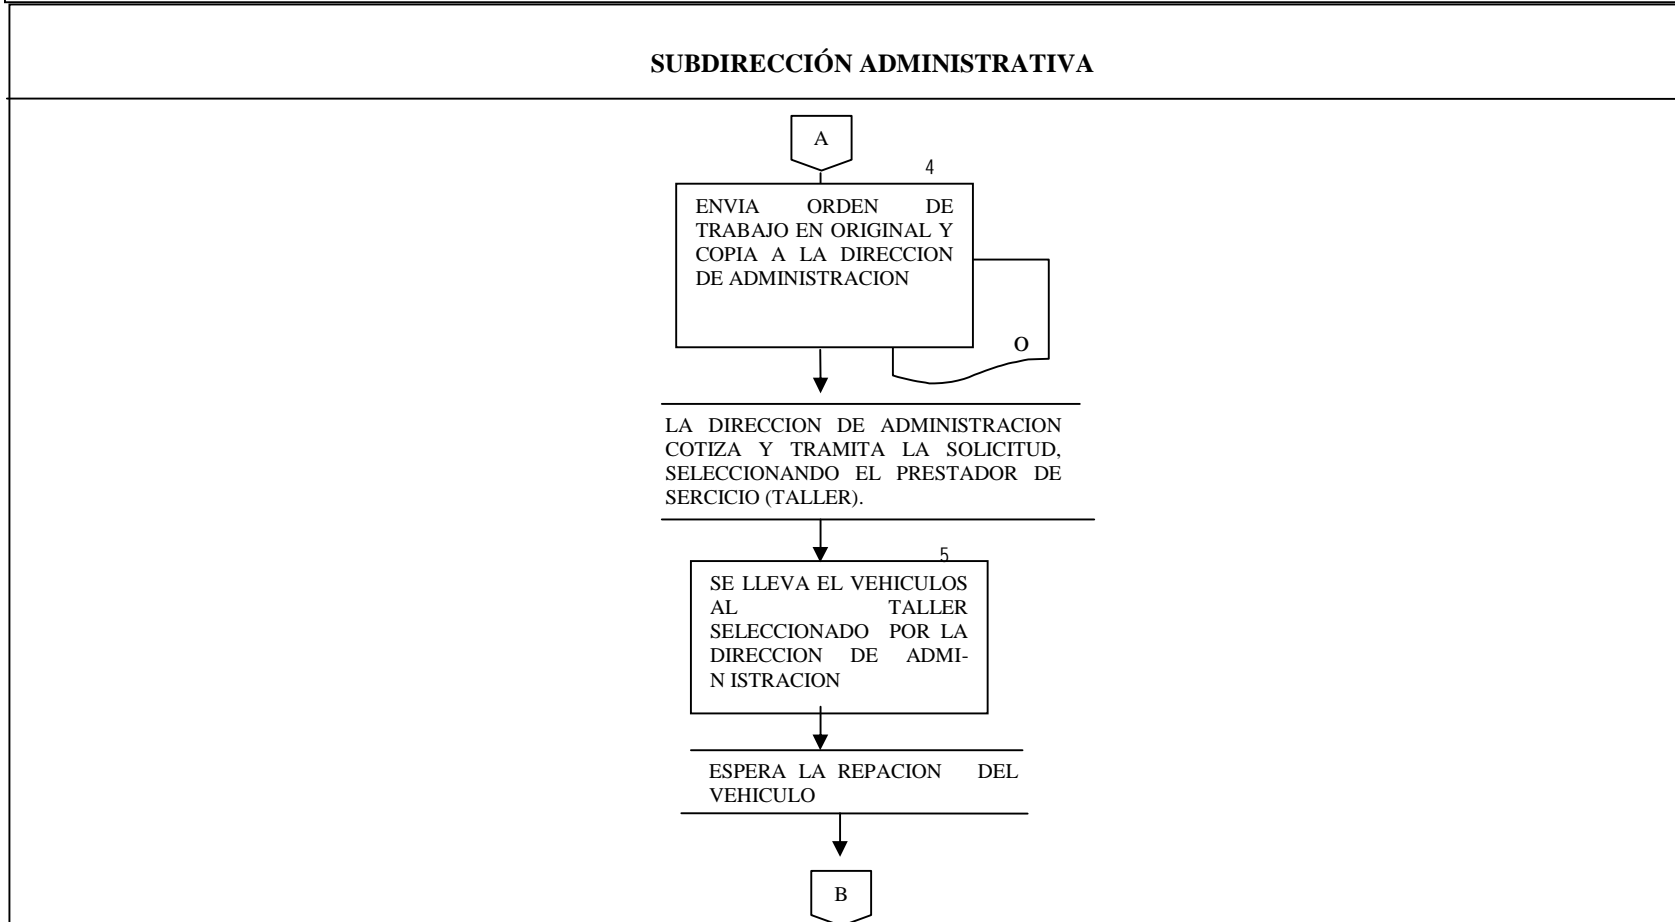 SUBDIRECCIÓN ADMINISTRATIVA
A
4
ENVIA ORDEN DE
TRABAJO EN ORIGINAL Y
COPIA A LA DIRECCION
DE ADMINISTRACION
O
LA DIRECCION DE ADMINISTRACION
COTIZA Y TRAMITA LA SOLICITUD,
SELECCIONANDO EL PRESTADOR DE
SERCICIO (TALLER).
5
SE LLEVA EL VEHICULOS
AL TALLER
SELECCIONADO POR LA
DIRECCION DE ADMI-
N ISTRACION
ESPERA LA REPACION DEL
VEHICULO
B